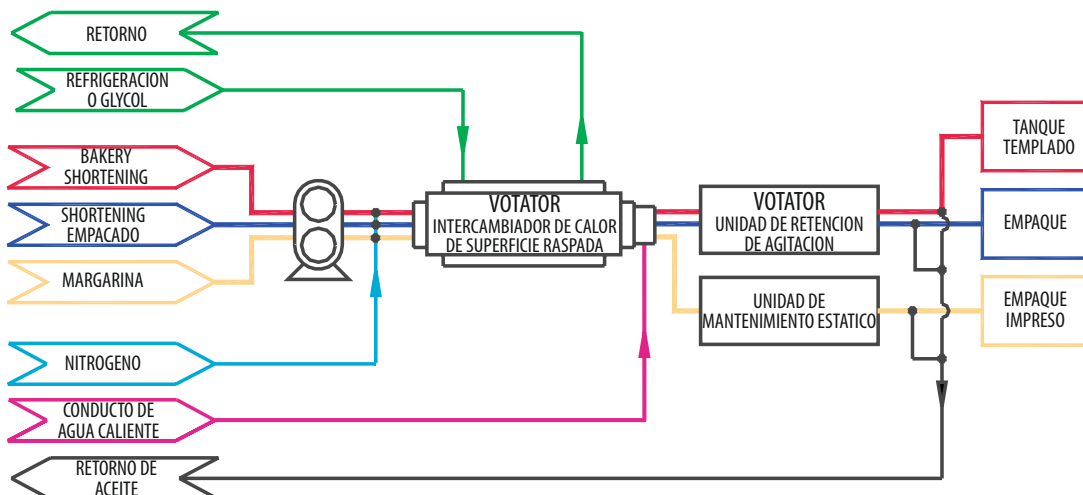 RETORNO
REFRIGERACION
O GLYCOL
BAKERY
SHORTENING
SHORTENING
EMPACADO
MARGARINA
NITROGENO
CONDUCTO DE
AGUA CALIENTE
RETORNO DE
ACEITE
VOTATOR
INTERCAMBIADOR DE CALOR
DE SUPERFICIE RASPADA
VOTATOR
UNIDAD DE RETENCION
DE AGITACION
UNIDAD DE
MANTENIMIENTO ESTATICO
TANQUE
TEMPLADO
EMPAQUE
EMPAQUE
IMPRESO